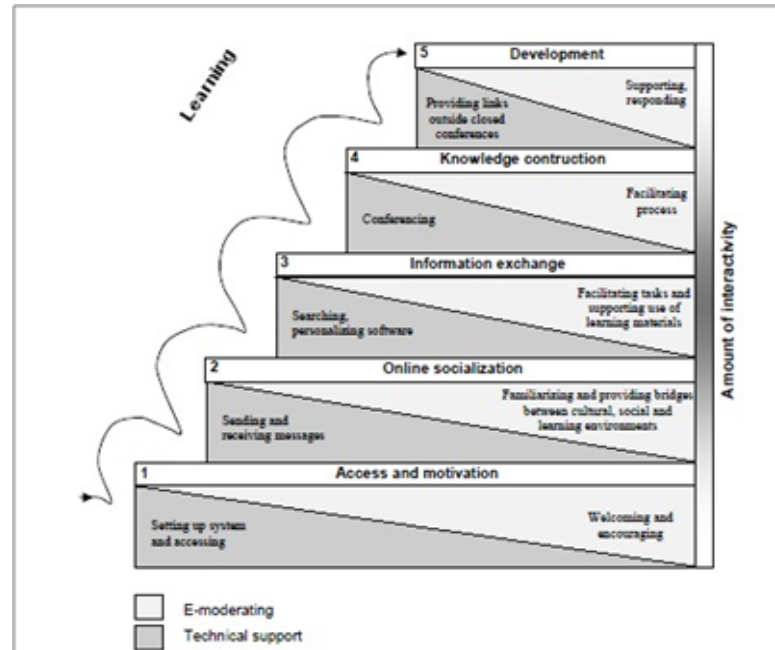 Learning
5 Development
Providing links
outside closed
conferences
Supporting,
responding
4 Knowledge contruction
Conferencing
Facilitating
process
3 Information exchange
Searching,
personalizing software
Facilitating tasks and
supporting use of
learning materials
2 Online socialization
Sending and
receiving messages
Familiarizing and providing bridges
between cultural, social and
learning environments
1 Access and motivation
Setting up system
and accessing
Welcoming and
encouraging
Amount of interactivity
E-moderating
Technical support